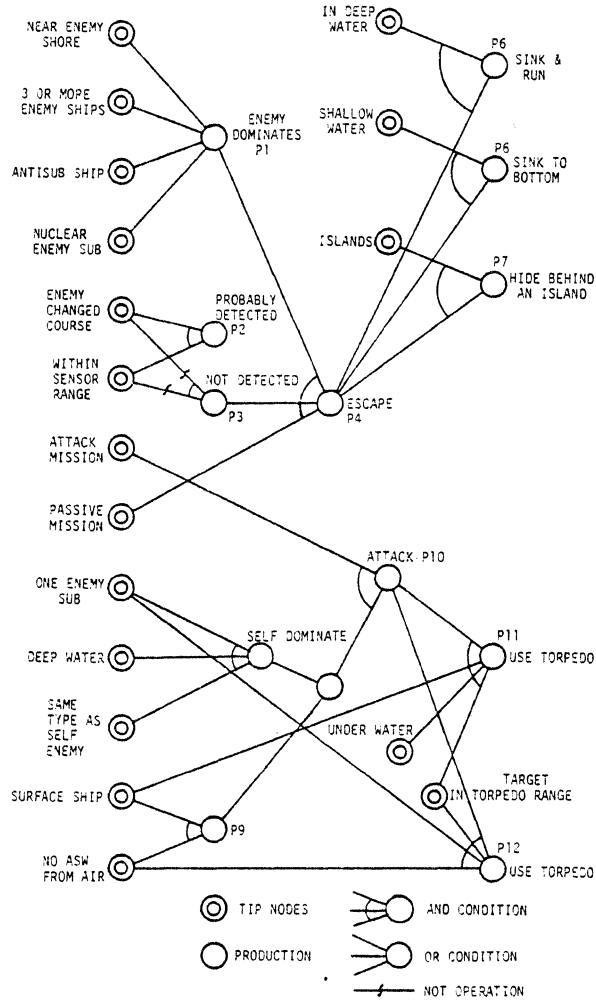 NEAR ENEMY
SHORE
3 OR MOPE
ENEMY SHIPS
ANTISUB SHIP
NUCLEAR
ENEMY SUB
ENEMY
DOMINATES
P1
IN DEEP
WATER
P6
SINK &
RUN
SHALLOW
WATER
P6
SINK TO
BOTTOM
ISLANDS
P7
HIDE BEHIND
AN ISLAND
ENEMY
CHANGED
COURSE
PROBABLY
DETECTED
P2
WITHIN
SENSOR
RANGE
NOT DETECTED
P3
ESCAPE
P4
ATTACK
MISSION
PASSIVE
MISSION
ATTACK P10
ONE ENEMY
SUB
SELF DOMINATE
DEEP WATER
SAME
TYPE AS
SELF
ENEMY
P11
USE TORPEDO
UNDER WATER
SURFACE SHIP
TARGET
IN TORPEDO RANGE
P9
NO ASW
FROM AIR
P12
USE TORPEDO
TIP NODES
AND CONDITION
PRODUCTION
OR CONDITION
NOT OPERATION